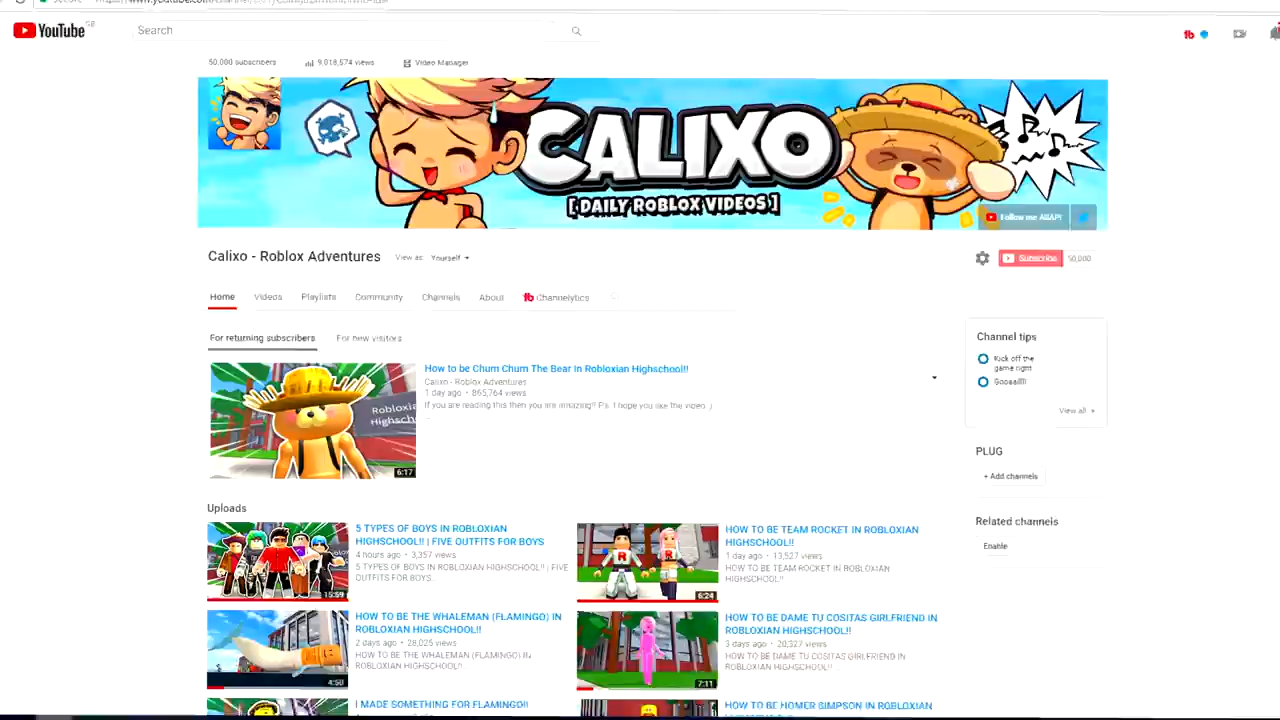 YouTube GB
Search
50,000 subscribers
9,018,574 views
Video Manager
CALIXO
[ DAILY ROBLOX VIDEOS ]
Follow me ASAP!
Calixo - Roblox Adventures
View as: Yourself
Subscribe 50,000
Home Videos Playlists Community Channels About Channelytics
For returning subscribers For new visitors
How to be Chum Chum The Bear in Robloxian Highschool!!
Calixo - Roblox Adventures
1 day ago • 865,764 views
If you are reading this then you are amazing!! P.s. I hope you like the video :)
6:17
Channel tips
Kick off the
game right
Goaaallll!
View all
PLUG
+ Add channels
Related channels
Enable
Uploads
5 TYPES OF BOYS IN ROBLOXIAN
HIGHSCHOOL!! | FIVE OUTFITS FOR BOYS
4 hours ago • 3,357 views
5 TYPES OF BOYS IN ROBLOXIAN HIGHSCHOOL!! | FIVE
OUTFITS FOR BOYS...
15:59
HOW TO BE TEAM ROCKET IN ROBLOXIAN
HIGHSCHOOL!!
1 day ago • 13,527 views
HOW TO BE TEAM ROCKET IN ROBLOXIAN
HIGHSCHOOL!!
6:24
HOW TO BE THE WHALEMAN (FLAMINGO) IN
ROBLOXIAN HIGHSCHOOL!!
2 days ago • 28,025 views
HOW TO BE THE WHALEMAN (FLAMINGO) IN
ROBLOXIAN HIGHSCHOOL!!
4:50
HOW TO BE DAME TU COSITAS GIRLFRIEND IN
ROBLOXIAN HIGHSCHOOL!!
3 days ago • 20,327 views
HOW TO BE DAME TU COSITAS GIRLFRIEND IN
ROBLOXIAN HIGHSCHOOL!!...
7:11
I MADE SOMETHING FOR FLAMINGO!!
HOW TO BE HOMER SIMPSON IN ROBLOXIAN